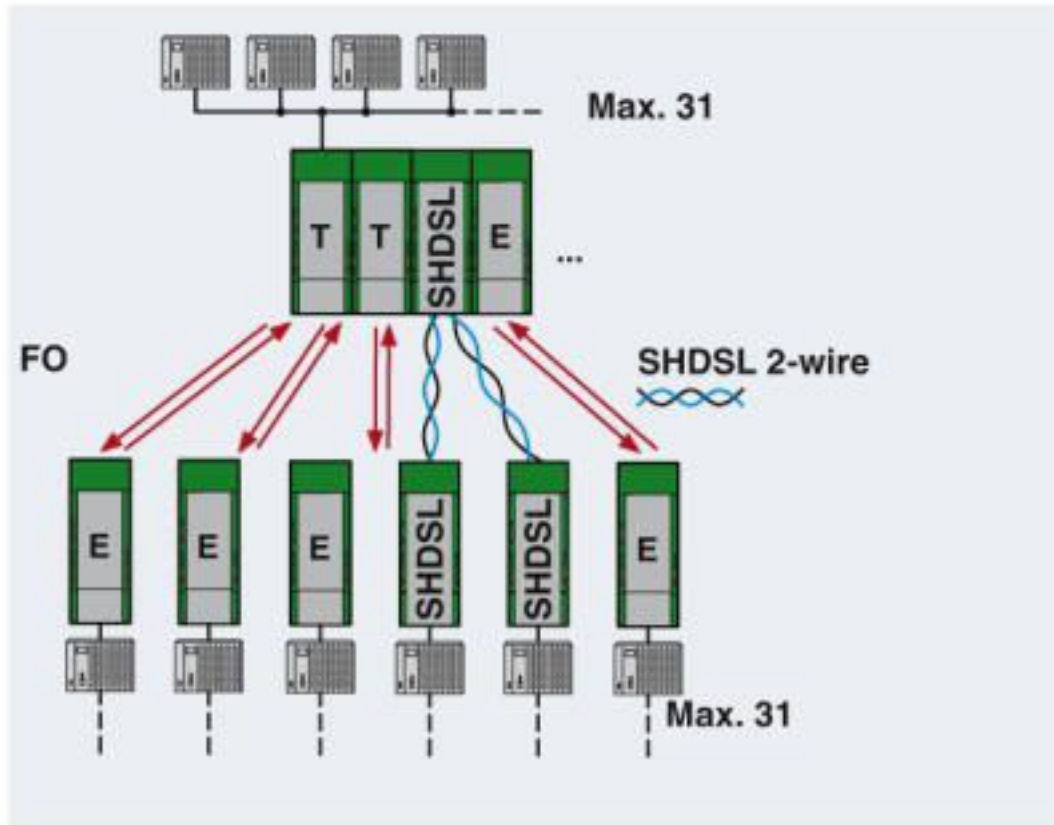 Max. 31
T T SHDSL E ...
FO
SHDSL 2-wire
E E E SHDSL SHDSL E
Max. 31